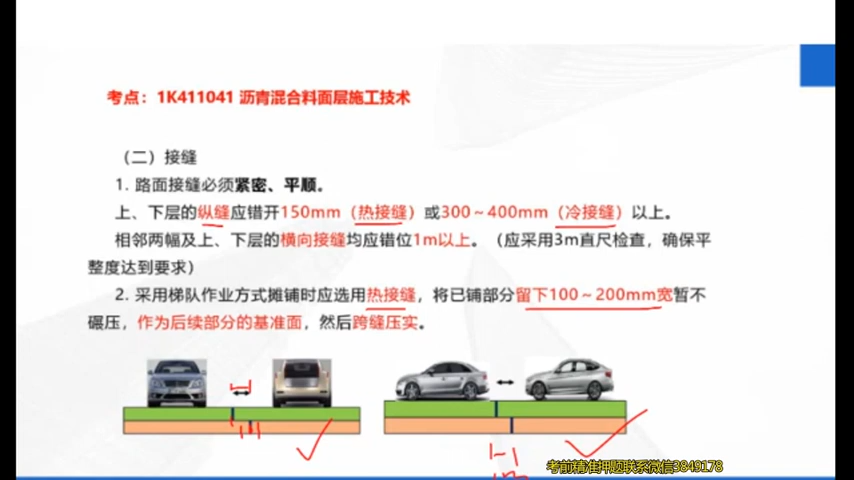 考点：1K411041 沥青混合料面层施工技术
（二）接缝
1. 路面接缝必须紧密、平顺。
上、下层的纵缝应错开150mm（热接缝）或300～400mm（冷接缝）以上。
相邻两幅及上、下层的横向接缝均应错位1m以上。（应采用3m直尺检查，确保平
整度达到要求）
2. 采用梯队作业方式摊铺时应选用热接缝，将已铺部分留下100～200mm宽暂不
碾压，作为后续部分的基准面，然后跨缝压实。
考前精准押题联系微信3849178